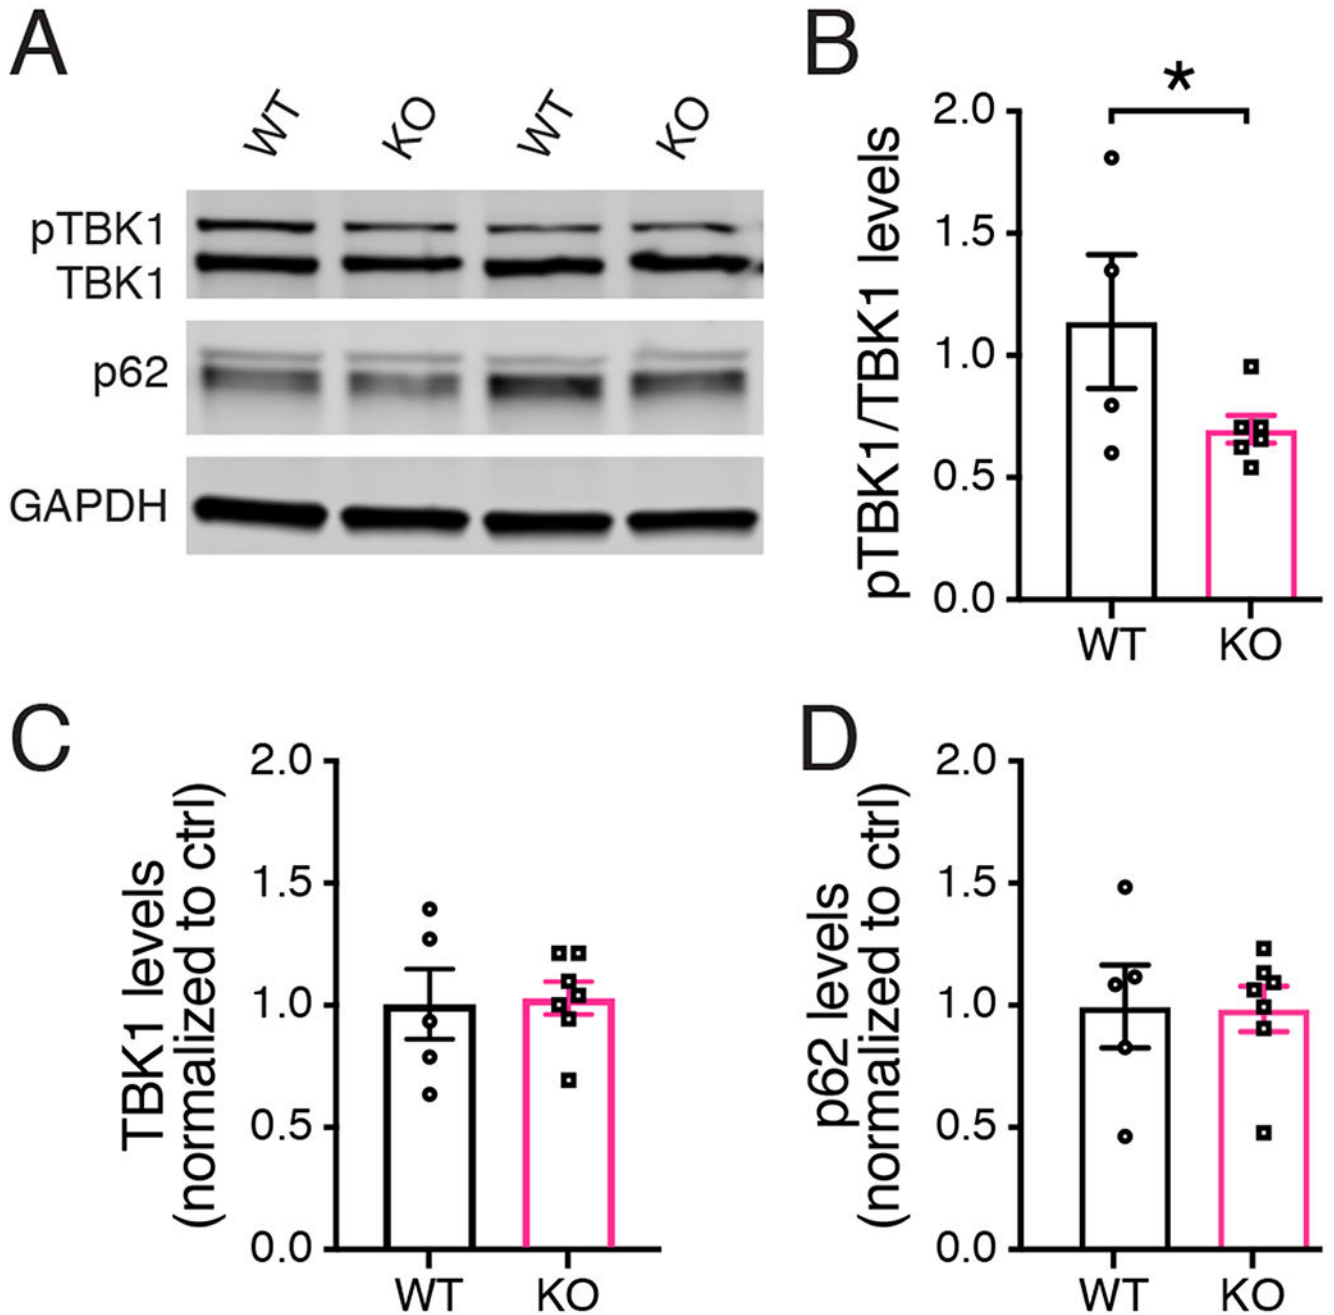 A
WT KO WT KO
pTBK1
TBK1
p62
GAPDH
B
*
pTBK1/TBK1 levels
2.0
1.5
1.0
0.5
0.0
WT KO
C
TBK1 levels
(normalized to ctrl)
2.0
1.5
1.0
0.5
0.0
WT KO
D
p62 levels
(normalized to ctrl)
2.0
1.5
1.0
0.5
0.0
WT KO